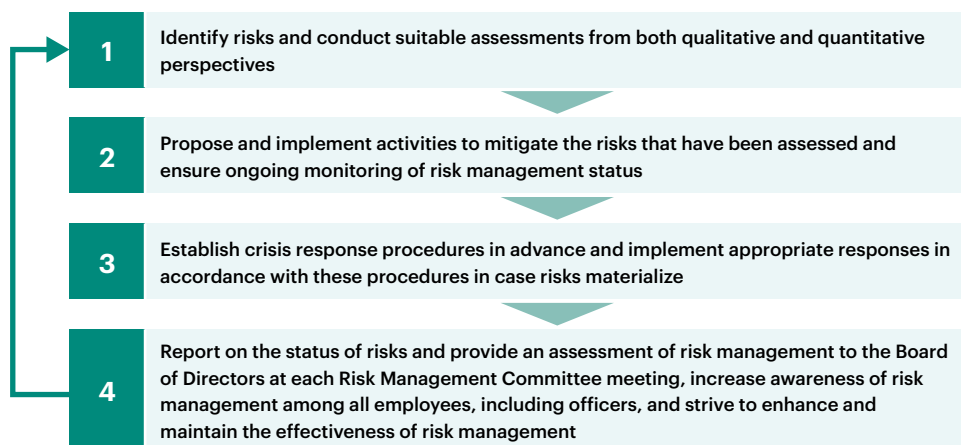 1
Identify risks and conduct suitable assessments from both qualitative and quantitative
perspectives
2
Propose and implement activities to mitigate the risks that have been assessed and
ensure ongoing monitoring of risk management status
3
Establish crisis response procedures in advance and implement appropriate responses in
accordance with these procedures in case risks materialize
4
Report on the status of risks and provide an assessment of risk management to the Board
of Directors at each Risk Management Committee meeting, increase awareness of risk
management among all employees, including officers, and strive to enhance and
maintain the effectiveness of risk management